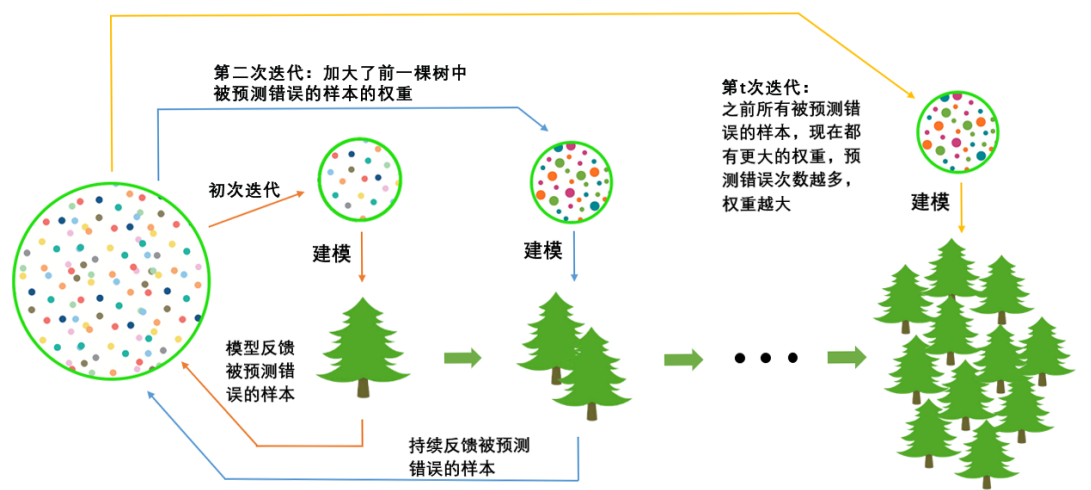 第二次迭代：加大了前一棵树中
被预测错误的样本的权重
初次迭代
建模
模型反馈
被预测错
误的样本
建模
持续反馈被预测
错误的样本
第t次迭代：
之前所有被预测错
误的样本，现在都
有更大的权重，预
测错误次数越多，
权重越大
建模